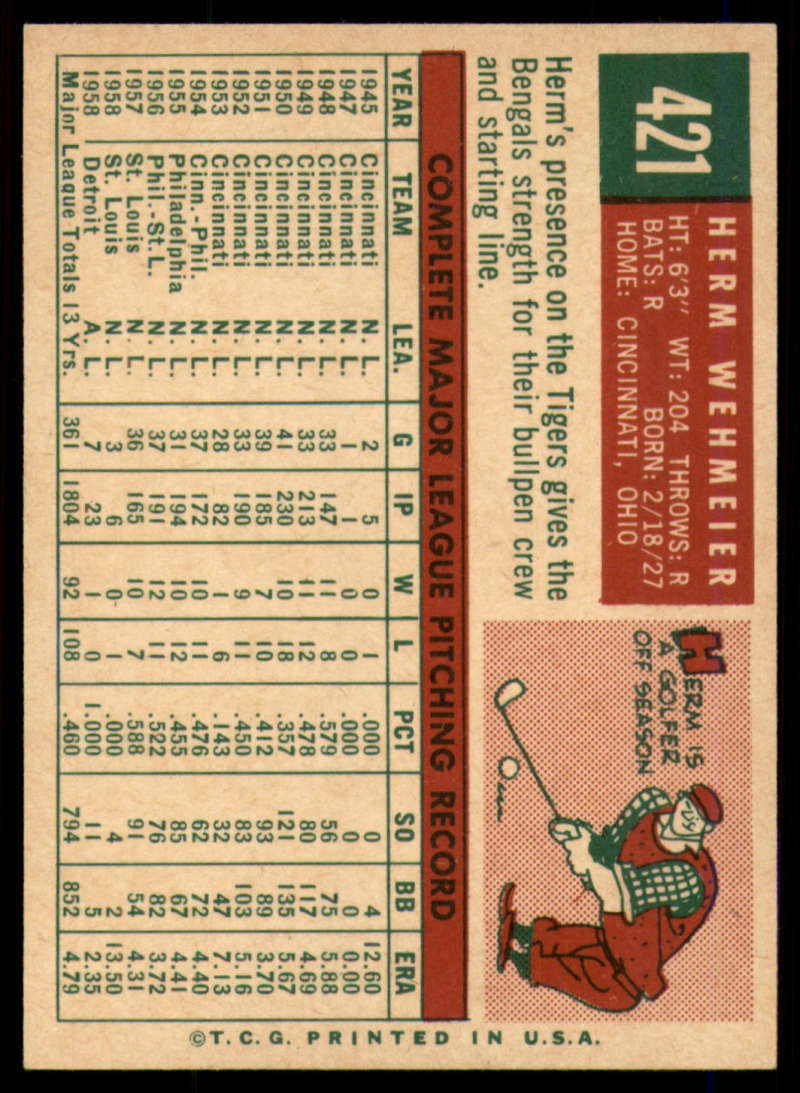 421
HERM WEHMEIER
HT: 6'3" WT: 204 THROWS: R
BATS: R BORN: 2/18/27
HOME: CINCINNATI, OHIO
Herm's presence on the Tigers gives the
Bengals strength for their bullpen crew
and starting line.
HERM IS
A GOLFER
OFF SEASON
COMPLETE MAJOR LEAGUE PITCHING RECORD
YEAR TEAM LEA. G IP W L PCT SO BB ERA
1945 Cincinnati N. L. 2 5 0 1 .000 0 4 12.60
1947 Cincinnati N. L. 1 1 0 0 .000 0 0 0.00
1948 Cincinnati N. L. 33 147 11 8 .579 56 75 5.88
1949 Cincinnati N. L. 33 213 11 12 .478 80 117 4.69
1950 Cincinnati N. L. 41 230 10 18 .357 121 135 5.67
1951 Cincinnati N. L. 39 185 7 10 .412 93 89 3.70
1952 Cincinnati N. L. 33 190 9 11 .450 83 103 5.16
1953 Cincinnati N. L. 28 82 1 6 .143 32 47 7.13
1954 Cinn.-Phil. N. L. 37 172 10 11 .476 62 72 4.40
1955 Philadelphia N. L. 31 194 10 12 .455 85 67 4.41
1956 Phil.-St.L. N. L. 37 191 12 11 .522 76 82 3.72
1957 St. Louis N. L. 36 165 10 7 .588 91 54 4.31
1958 St. Louis N. L. 3 6 0 1 .000 4 2 13.50
1958 Detroit A. L. 7 23 1 0 1.000 11 5 2.35
Major League Totals 13 Yrs. 361 1804 92 108 .460 794 852 4.79
©T.C.G. PRINTED IN U.S.A.